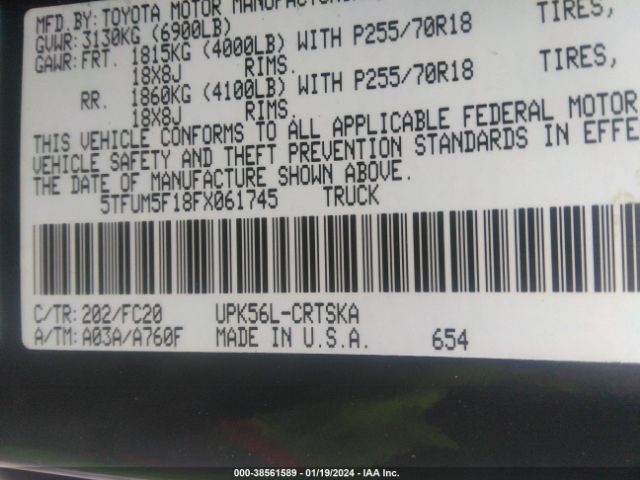 MFD.BY: TOYOTA MOTOR
GVWR: 3130KG (6900LB)
GAWR: FRT. 1815KG (4000LB) WITH P255/70R18 TIRES,
18X8J RIMS.
RR. 1860KG (4100LB) WITH P255/70R18 TIRES,
18X8J RIMS.
THIS VEHICLE CONFORMS TO ALL APPLICABLE FEDERAL MOTOR
VEHICLE SAFETY AND THEFT PREVENTION STANDARDS IN EFFE
THE DATE OF MANUFACTURE SHOWN ABOVE.
5TFUM5F18FX061745 TRUCK
C/TR: 202/FC20 UPK56L-CRTSKA
A/TM: A03A/A760F MADE IN U.S.A. 654
000-38561589 - 01/19/2024 - IAA Inc.